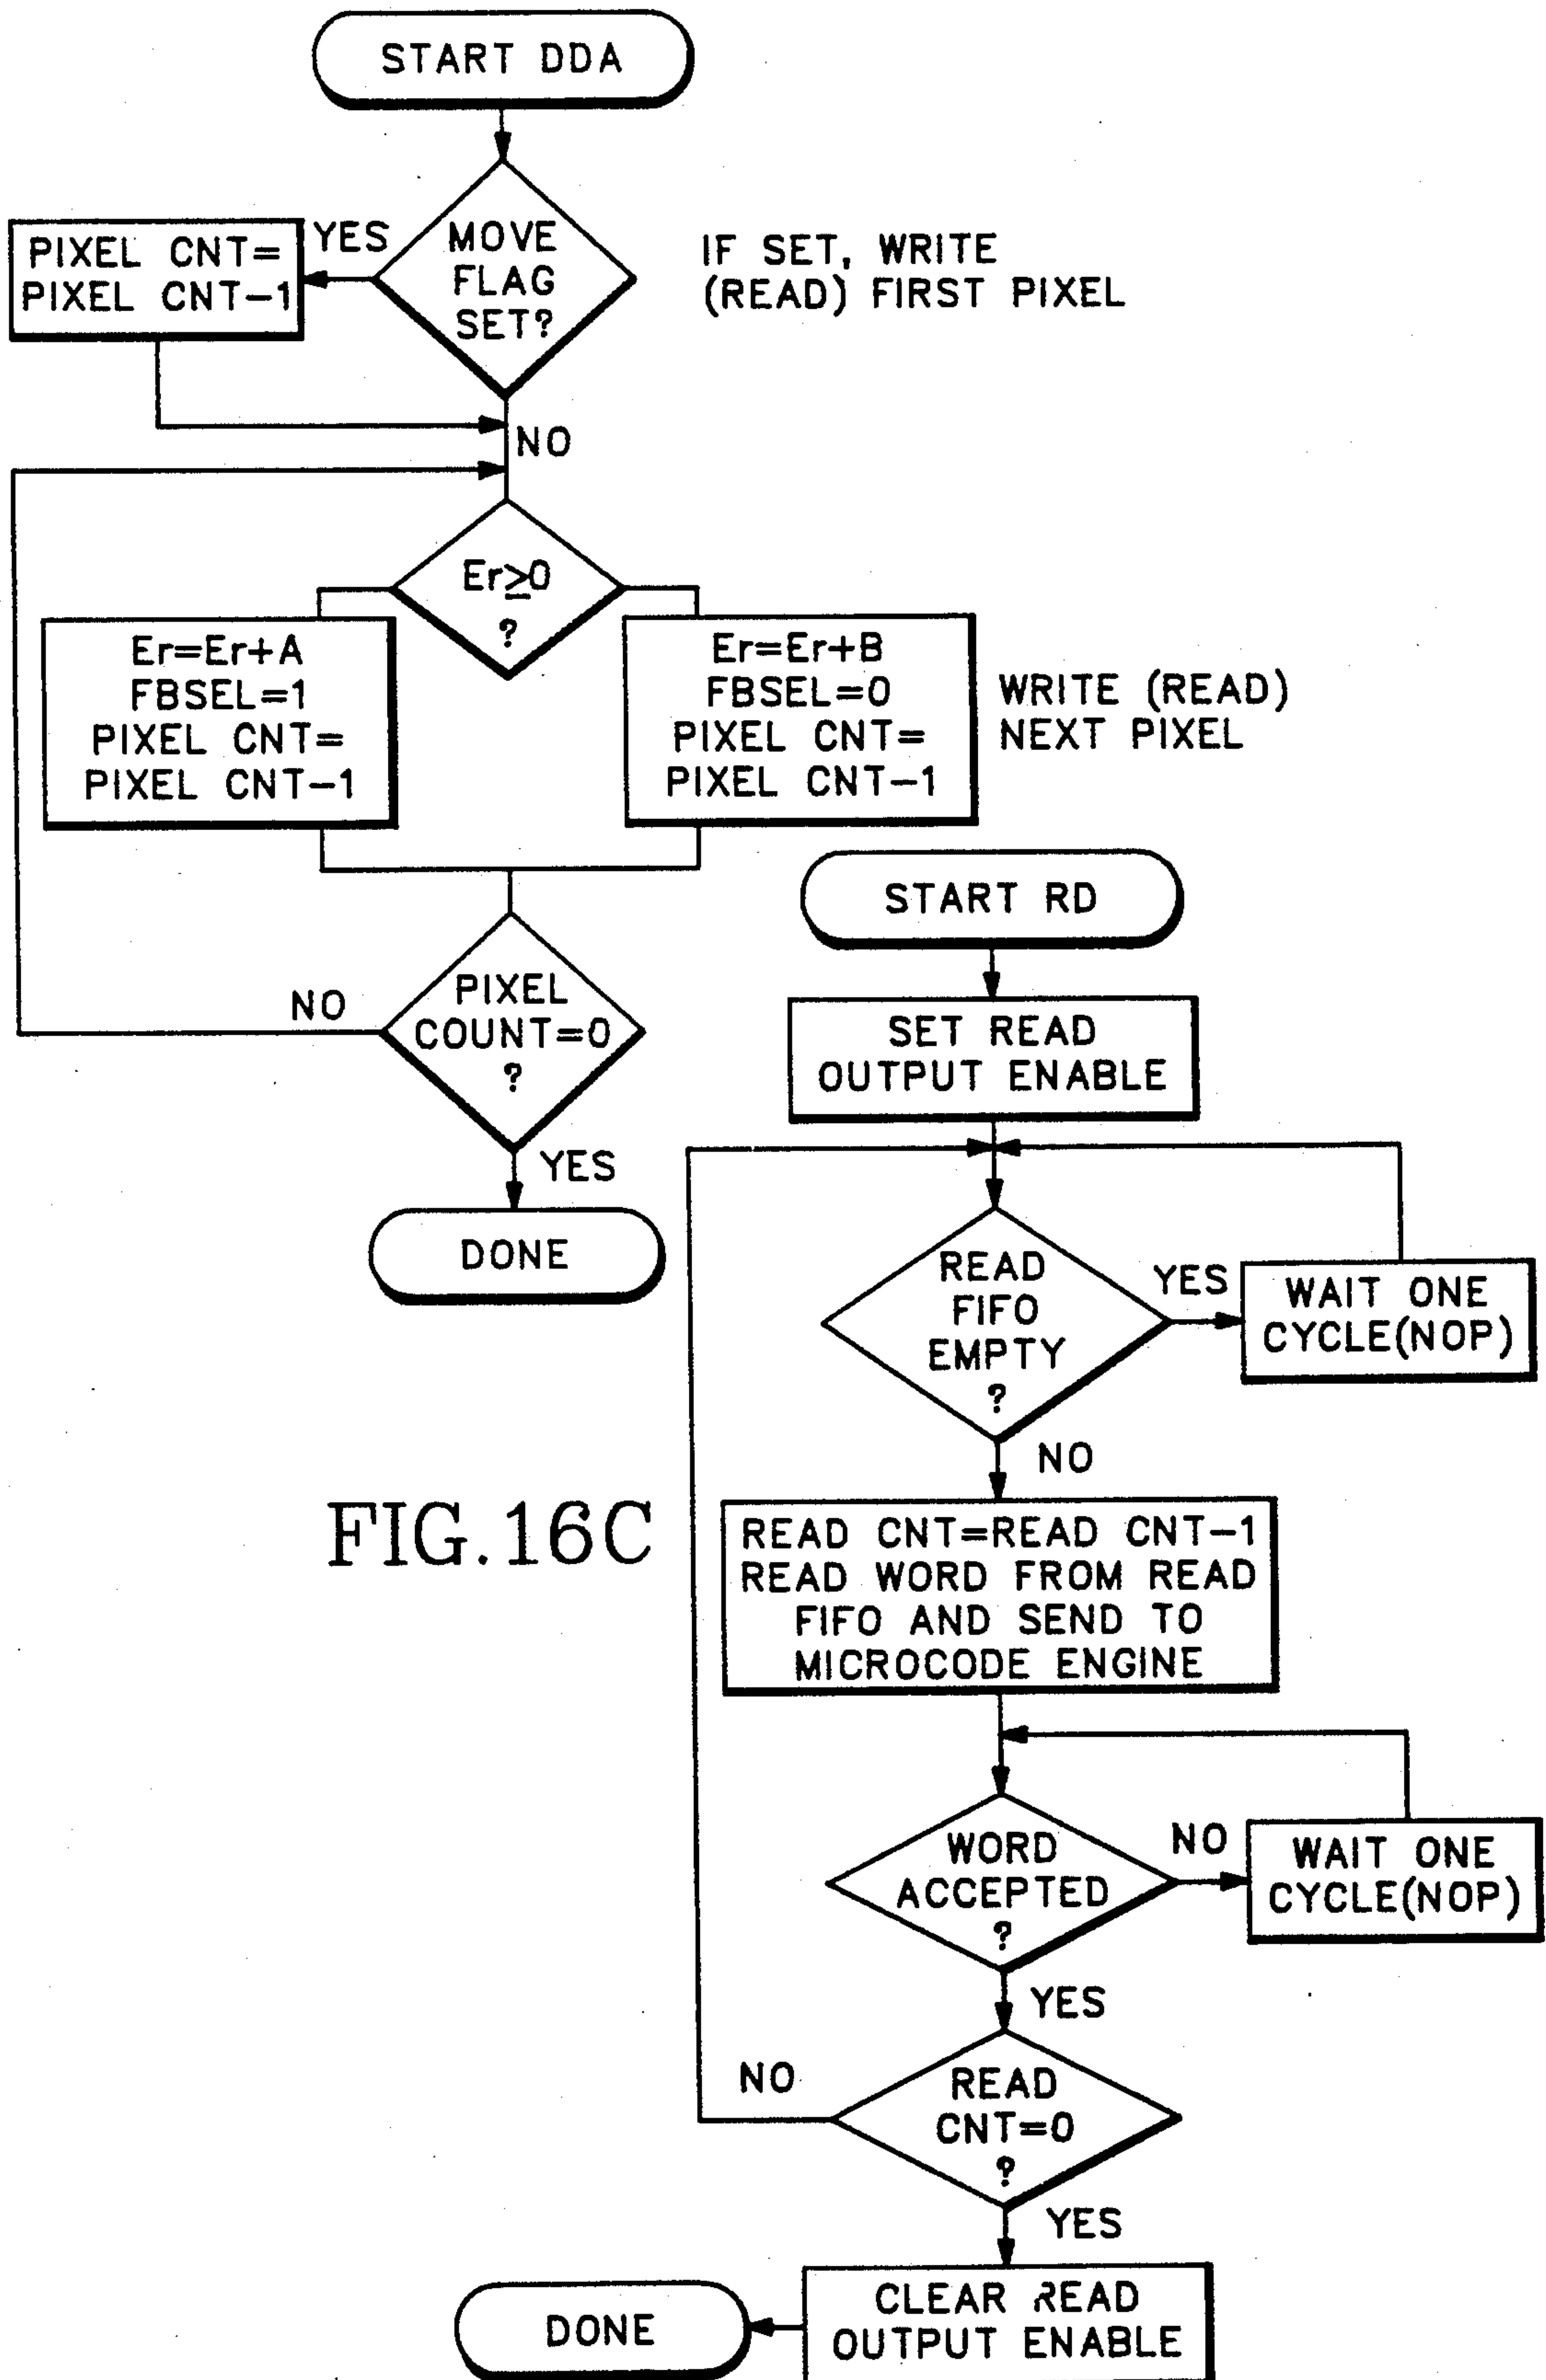 START DDA
MOVE
FLAG
SET?
YES
PIXEL CNT=
PIXEL CNT-1
IF SET, WRITE
(READ) FIRST PIXEL
NO
Er≥0
?
Er=Er+A
FBSEL=1
PIXEL CNT=
PIXEL CNT-1
Er=Er+B
FBSEL=0
PIXEL CNT=
PIXEL CNT-1
WRITE (READ)
NEXT PIXEL
PIXEL
COUNT=0
?
NO
YES
DONE
START RD
SET READ
OUTPUT ENABLE
READ
FIFO
EMPTY
?
YES
WAIT ONE
CYCLE(NOP)
NO
READ CNT=READ CNT-1
READ WORD FROM READ
FIFO AND SEND TO
MICROCODE ENGINE
WORD
ACCEPTED
?
NO
WAIT ONE
CYCLE(NOP)
YES
READ
CNT=0
?
NO
YES
CLEAR READ
OUTPUT ENABLE
DONE
FIG.16C